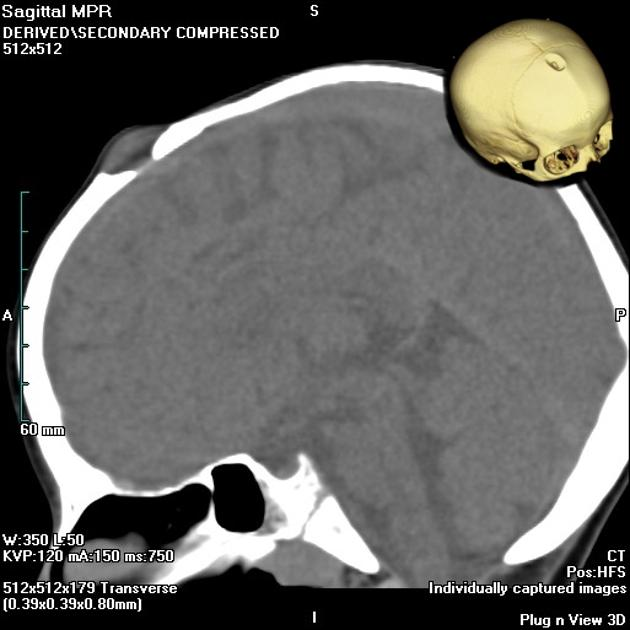 Sagittal MPR
S
DERIVED\SECONDARY COMPRESSED
512x512
A
P
60 mm
W:350 L:50
KVP:120 mA:150 ms:750
CT
Pos:HFS
512x512x179 Transverse
Individually captured images
(0.39x0.39x0.80mm)
I
Plug n View 3D